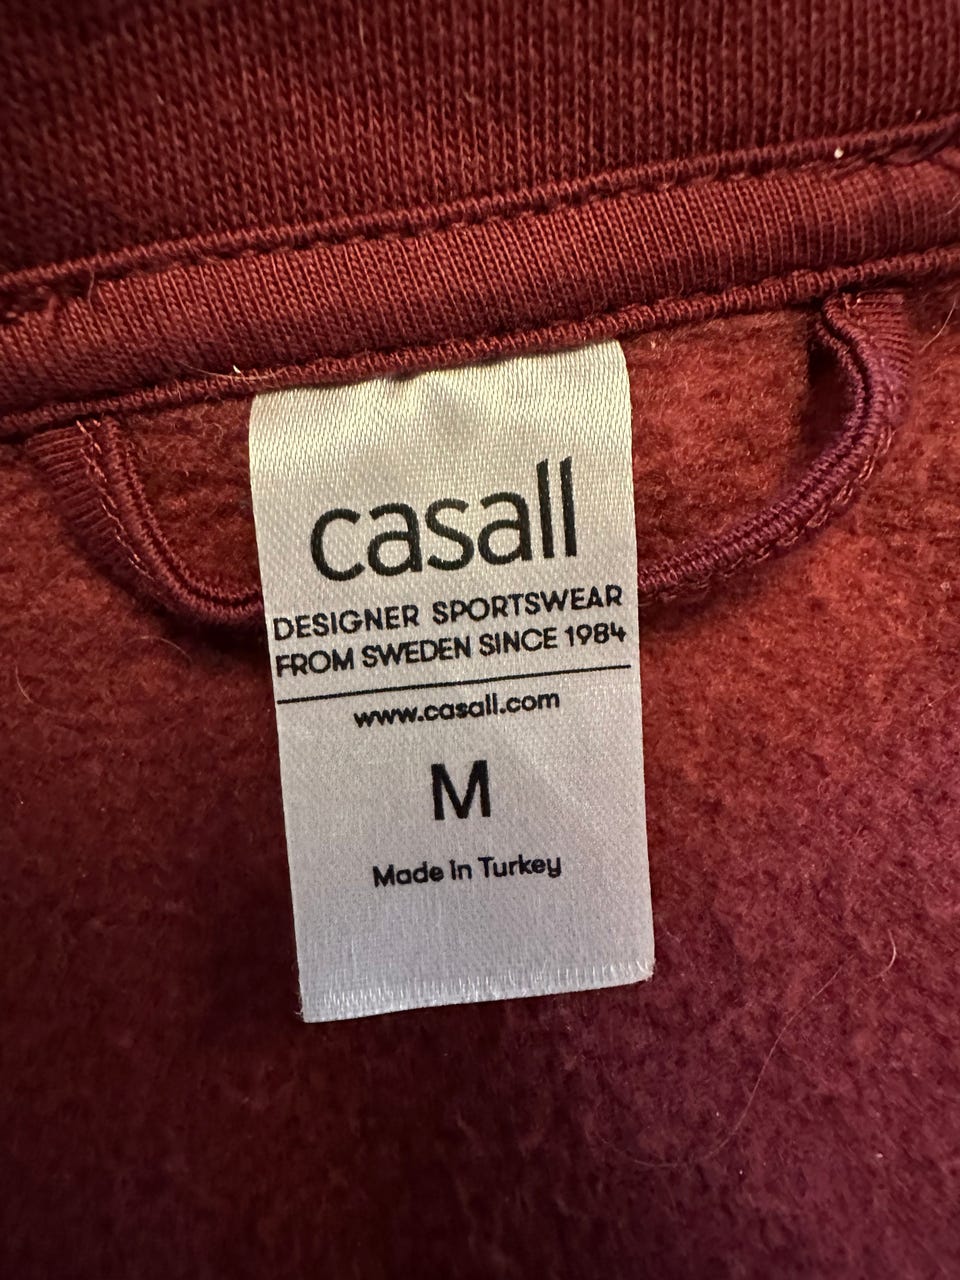 casall
DESIGNER SPORTSWEAR
FROM SWEDEN SINCE 1984
www.casall.com
M
Made in Turkey